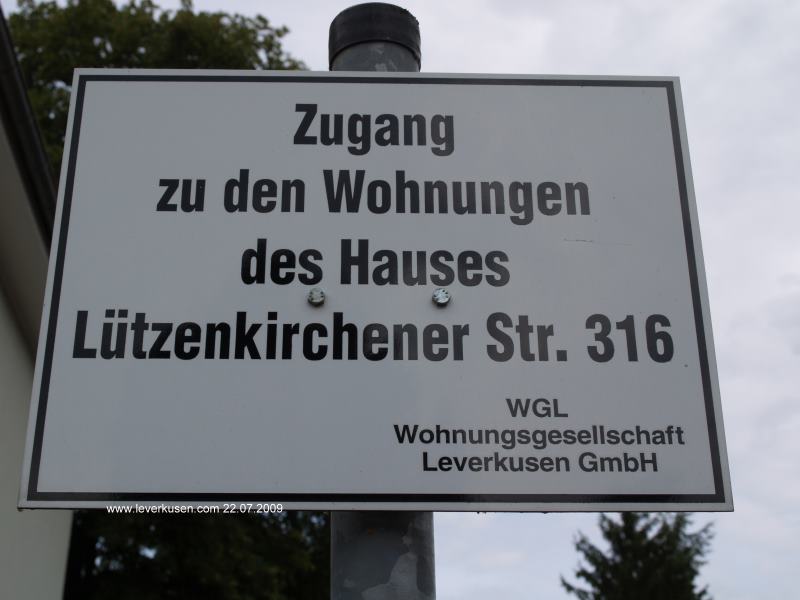 Zugang
zu den Wohnungen
des Hauses
Lützenkirchener Str. 316
WGL
Wohnungsgesellschaft
Leverkusen GmbH
www.leverkusen.com 22.07.2009